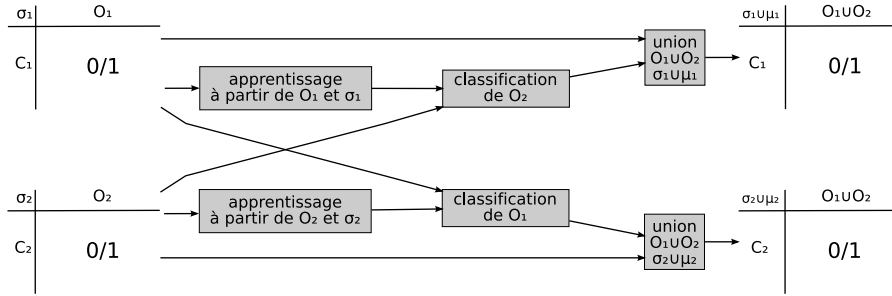 σ₁ O₁
C₁ 0/1
apprentissage
à partir de O₁ et σ₁
classification
de O₂
union
O₁∪O₂
σ₁∪μ₁
σ₁∪μ₁ O₁∪O₂
C₁ 0/1
σ₂ O₂
C₂ 0/1
apprentissage
à partir de O₂ et σ₂
classification
de O₁
union
O₁∪O₂
σ₂∪μ₂
σ₂∪μ₂ O₁∪O₂
C₂ 0/1